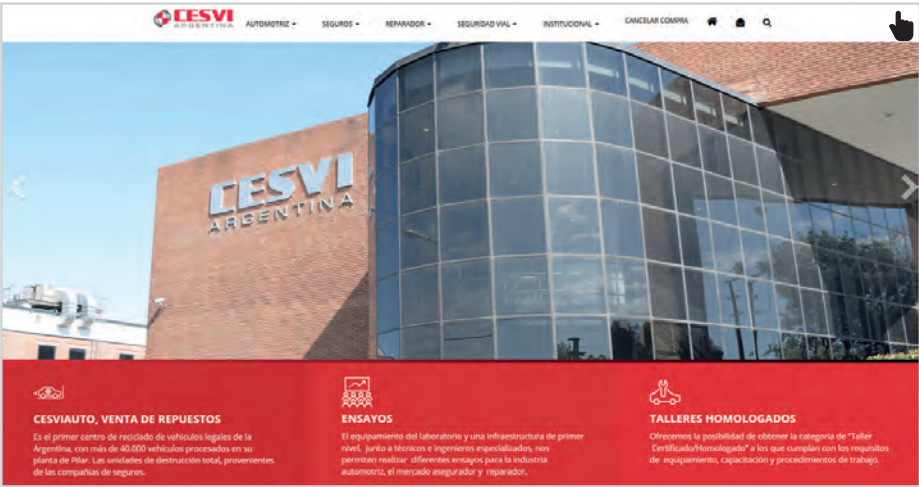 CESVI
ARGENTINA
AUTOMOTRIZ
SEGUROS
REPARADOR
SEGURIDAD VIAL
INSTITUCIONAL
CANCELAR COMPRA
CESVI
ARGENTINA
CESVIAUTO, VENTA DE REPUESTOS
Es el primer centro de reciclado de vehículos legales de la
Argentina, con más de 40.000 vehículos procesados en su
planta de Pilar. Las unidades de destrucción total, provenientes
de las compañías de seguros.
ENSAYOS
El equipamiento del laboratorio y una infraestructura de primer
nivel, junto a técnicos e ingenieros especializados, nos
permiten realizar diferentes ensayos para la industria
automotriz, el mercado asegurador y reparador.
TALLERES HOMOLOGADOS
Ofrecemos la posibilidad de obtener la categoría de "Taller
Certificado/Homologado" a los que cumplan con los requisitos
de equipamiento, capacitación y procedimientos de trabajo.